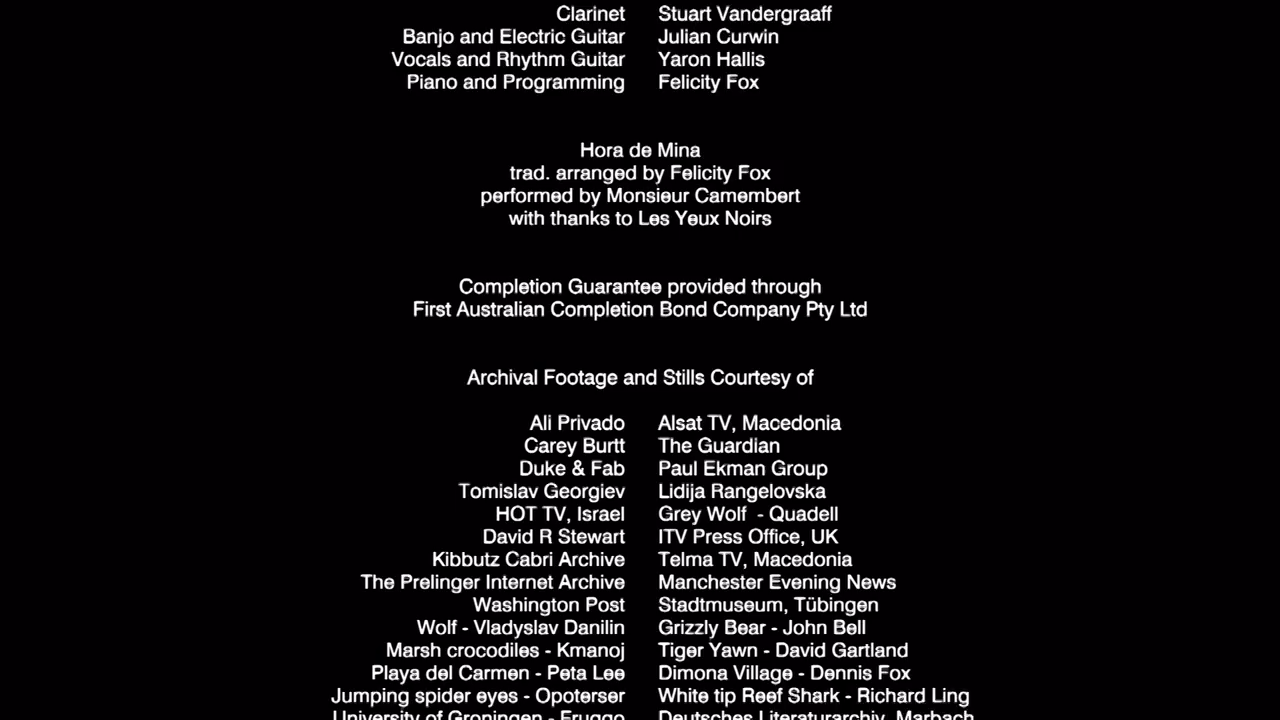 Clarinet Stuart Vandergraaff
Banjo and Electric Guitar Julian Curwin
Vocals and Rhythm Guitar Yaron Hallis
Piano and Programming Felicity Fox
Hora de Mina
trad. arranged by Felicity Fox
performed by Monsieur Camembert
with thanks to Les Yeux Noirs
Completion Guarantee provided through
First Australian Completion Bond Company Pty Ltd
Archival Footage and Stills Courtesy of
Ali Privado Alsat TV, Macedonia
Carey Burtt The Guardian
Duke & Fab Paul Ekman Group
Tomislav Georgiev Lidija Rangelovska
HOT TV, Israel Grey Wolf - Quadell
David R Stewart ITV Press Office, UK
Kibbutz Cabri Archive Telma TV, Macedonia
The Prelinger Internet Archive Manchester Evening News
Washington Post Stadtmuseum, Tübingen
Wolf - Vladyslav Danilin Grizzly Bear - John Bell
Marsh crocodiles - Kmanoj Tiger Yawn - David Gartland
Playa del Carmen - Peta Lee Dimona Village - Dennis Fox
Jumping spider eyes - Opoterser White tip Reef Shark - Richard Ling
University of Groningen - Fruggo Deutsches Literaturarchiv, Marbach